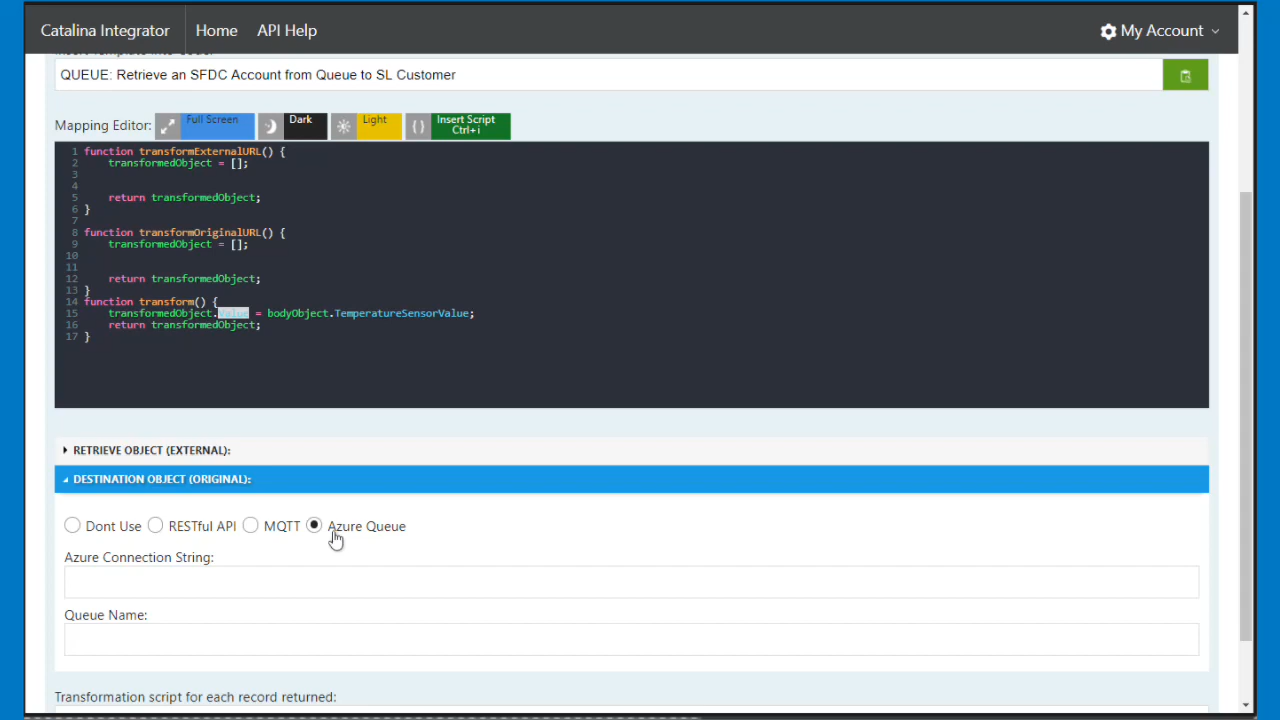 Catalina Integrator Home API Help My Account
Insert Template into Code:
QUEUE: Retrieve an SFDC Account from Queue to SL Customer
Mapping Editor: Full Screen Dark Light { } Insert Script Ctrl+i
1 function transformExternalURL() {
2 transformedObject = [];
3
4
5 return transformedObject;
6 }
7
8 function transformOriginalURL() {
9 transformedObject = [];
10
11
12 return transformedObject;
13 }
14 function transform() {
15 transformedObject.Value = bodyObject.TemperatureSensorValue;
16 return transformedObject;
17 }
RETRIEVE OBJECT (EXTERNAL):
DESTINATION OBJECT (ORIGINAL):
Dont Use RESTful API MQTT Azure Queue
Azure Connection String:
Queue Name:
Transformation script for each record returned: